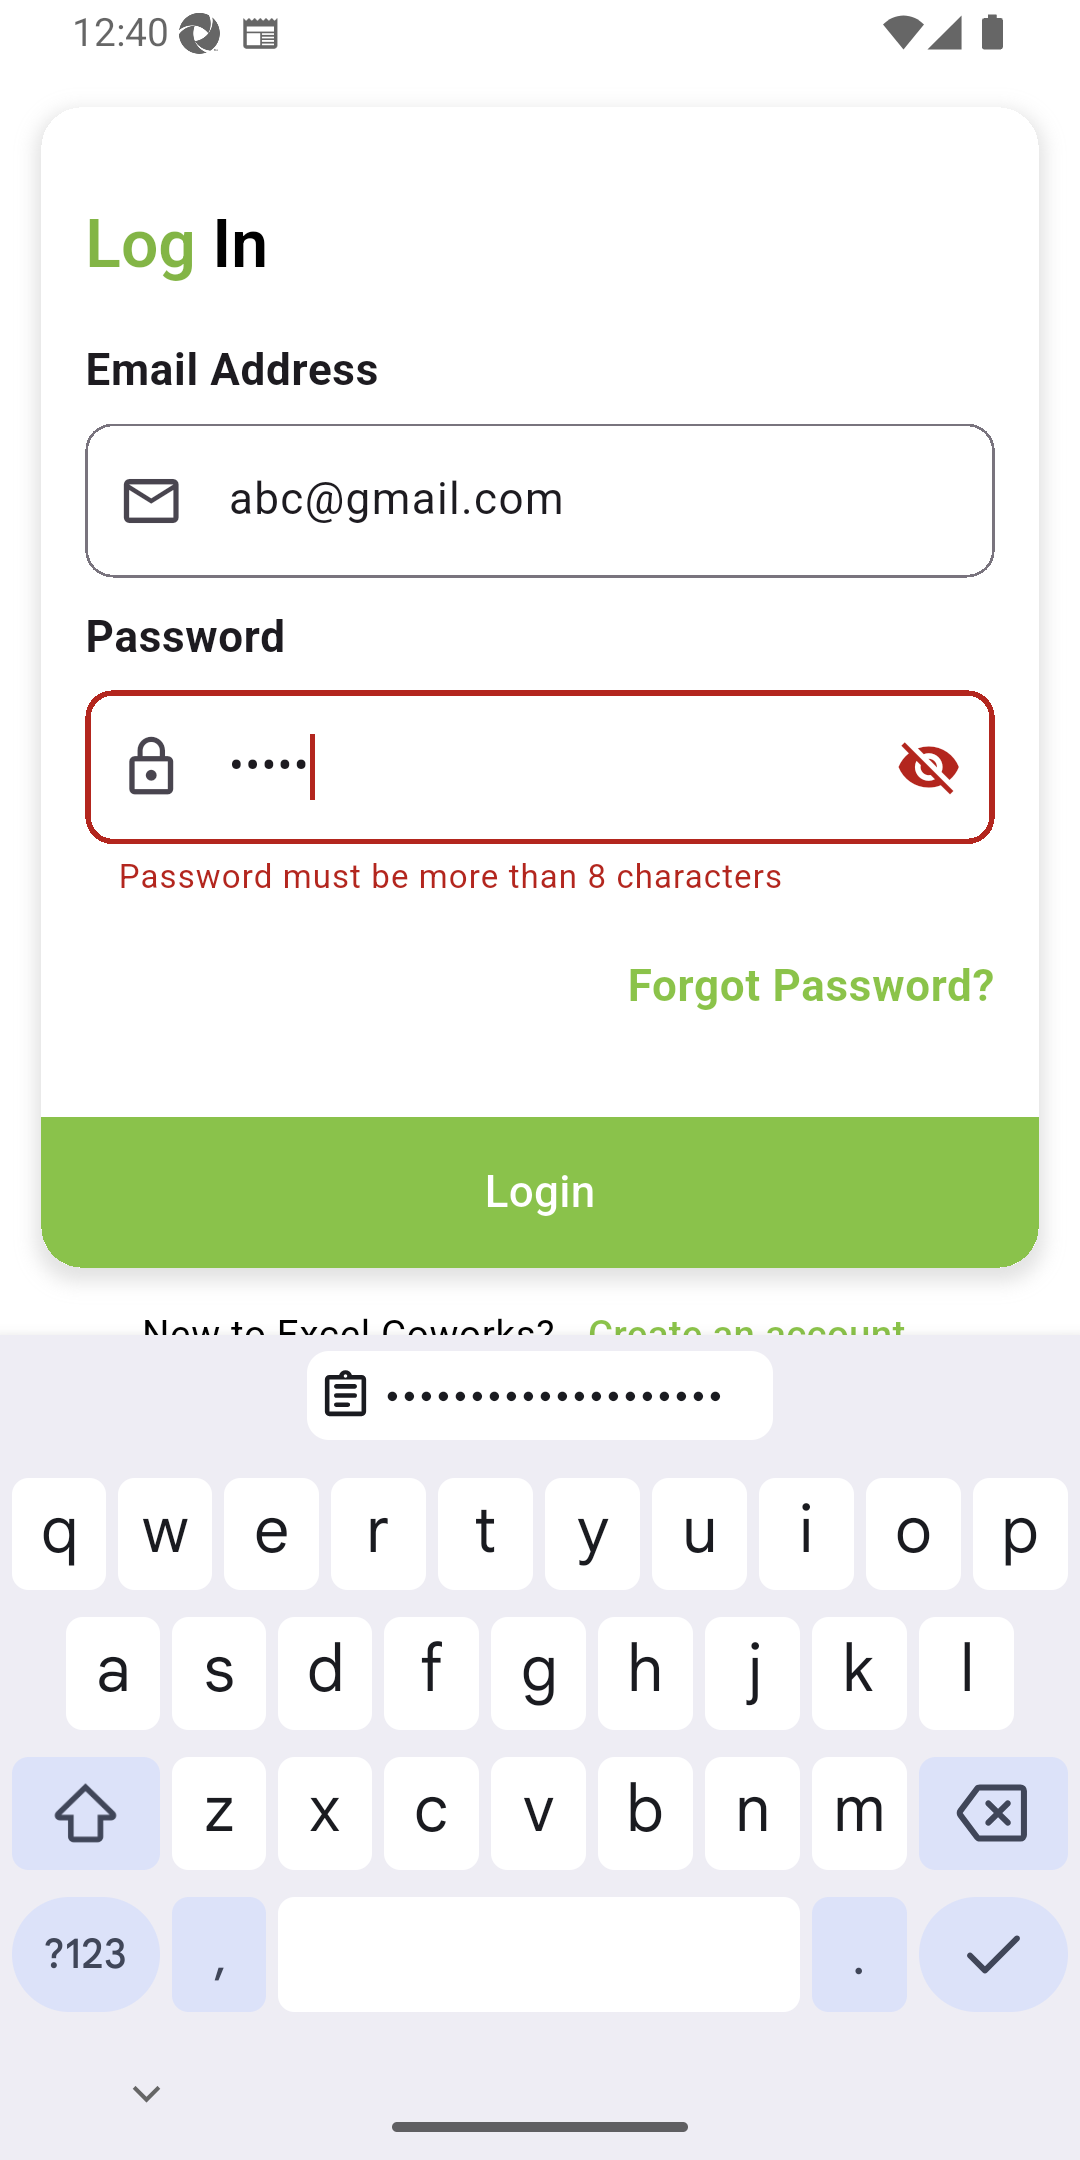 12:40
Log In
Email Address
abc@gmail.com
Password
•••••
Password must be more than 8 characters
Forgot Password?
Login
New to Excel Coworks? Create an account
••••••••••••••••••••
q w e r t y u i o p
a s d f g h j k l
z x c v b n m
?123 , .